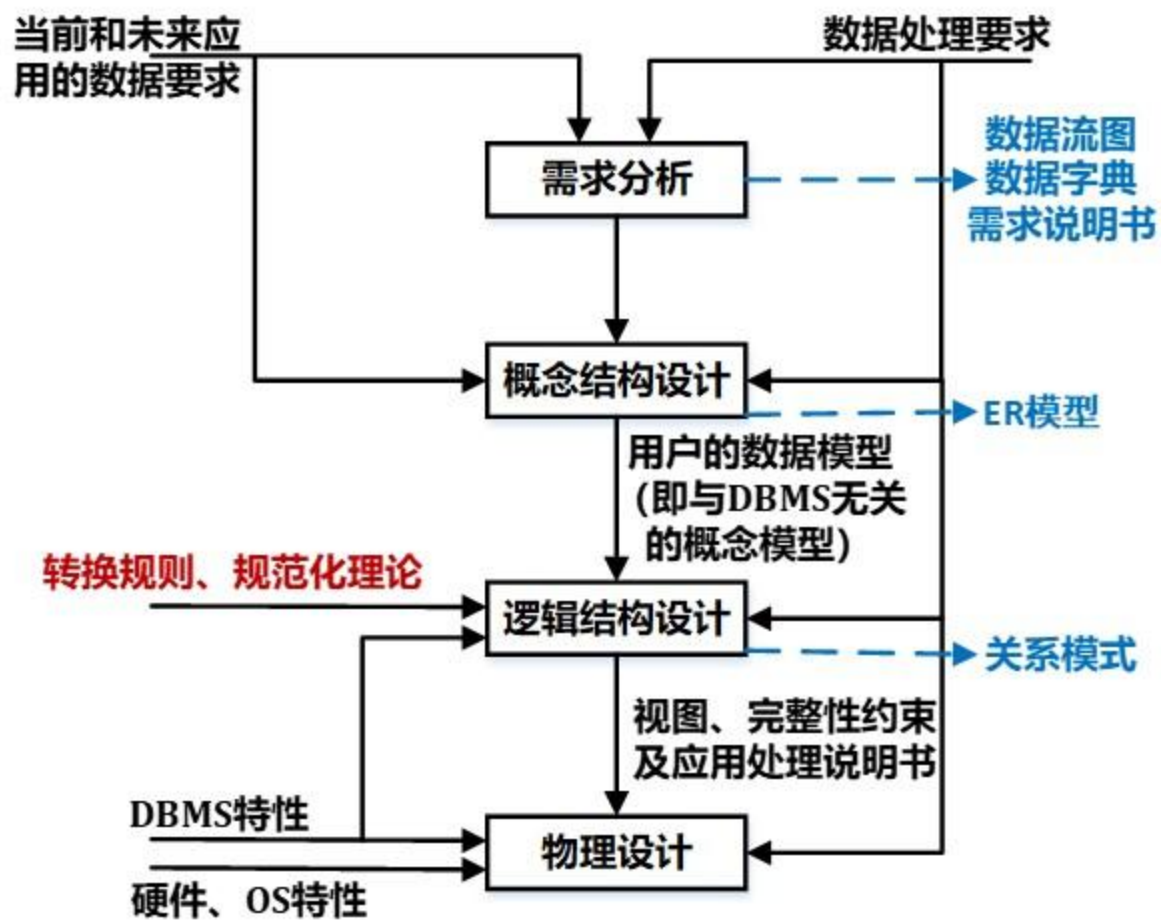 当前和未来应
用的数据要求
数据处理要求
需求分析
数据流图
数据字典
需求说明书
概念结构设计
ER模型
用户的数据模型
(即与DBMS无关
的概念模型)
转换规则、规范化理论
逻辑结构设计
关系模式
视图、完整性约束
及应用处理说明书
DBMS特性
物理设计
硬件、OS特性